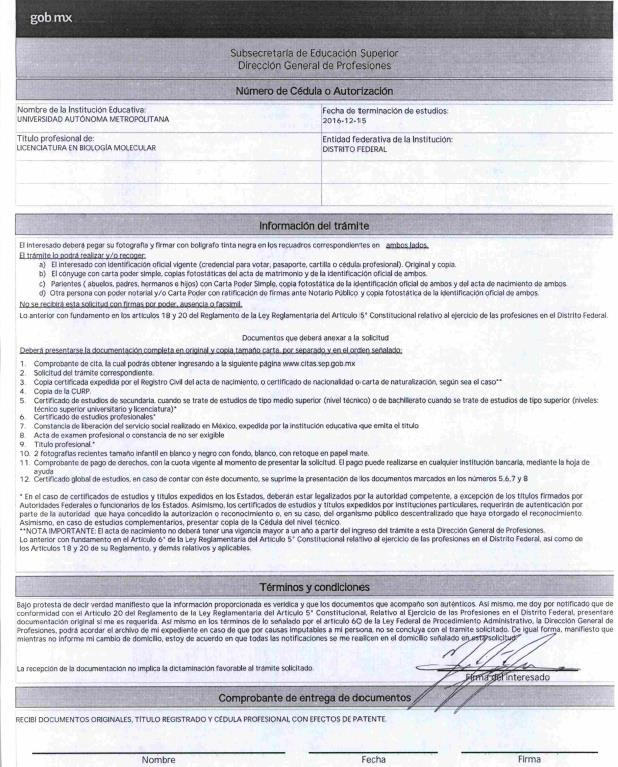 gob.mx
Subsecretaría de Educación Superior
Dirección General de Profesiones
Número de Cédula o Autorización
Nombre de la Institución Educativa:
UNIVERSIDAD AUTÓNOMA METROPOLITANA
Fecha de terminación de estudios:
2016-12-15
Título profesional de:
LICENCIATURA EN BIOLOGÍA MOLECULAR
Entidad federativa de la Institución:
DISTRITO FEDERAL
Información del trámite
El interesado deberá pegar su fotografía y firmar con bolígrafo tinta negra en los recuadros correspondientes en ambos lados.
El trámite lo podrá realizar y/o recoger:
a) El interesado con identificación oficial vigente (credencial para votar, pasaporte, cartilla o cédula profesional). Original y copia.
b) El cónyuge con carta poder simple, copias fotostáticas del acta de matrimonio y de la identificación oficial de ambos.
c) Parientes ( abuelos, padres, hermanos e hijos) con Carta Poder Simple, copia fotostática de la identificación oficial de ambos y del acta de nacimiento de ambos.
d) Otra persona con poder notarial y/o Carta Poder con ratificación de firmas ante Notario Público y copia fotostática de la identificación oficial de ambos.
No se recibirá esta solicitud con firmas por poder, ausencia o facsímil.
Lo anterior con fundamento en los artículos 18 y 20 del Reglamento de la Ley Reglamentaria del Artículo 5° Constitucional relativo al ejercicio de las profesiones en el Distrito Federal.
Documentos que deberá anexar a la solicitud
Deberá presentarse la documentación completa en original y copia tamaño carta, por separado y en el orden señalado:
1. Comprobante de cita, la cual podrás obtener ingresando a la siguiente página www.citas.sep.gob.mx
2. Solicitud del trámite correspondiente.
3. Copia certificada expedida por el Registro Civil del acta de nacimiento, o certificado de nacionalidad o carta de naturalización, según sea el caso**
4. Copia de la CURP.
5. Certificado de estudios de secundaria, cuando se trate de estudios de tipo medio superior (nivel técnico) o de bachillerato cuando se trate de estudios de tipo superior (niveles:
técnico superior universitario y licenciatura)*
6. Certificado de estudios profesionales*
7. Constancia de liberación del servicio social realizado en México, expedida por la institución educativa que emita el título
8. Acta de examen profesional o constancia de no ser exigible
9. Título profesional.*
10. 2 fotografías recientes tamaño infantil en blanco y negro con fondo, blanco, con retoque en papel mate.
11. Comprobante de pago de derechos, con la cuota vigente al momento de presentar la solicitud. El pago puede realizarse en cualquier institución bancaria, mediante la hoja de
ayuda
12. Certificado global de estudios, en caso de contar con éste documento, se suprime la presentación de los documentos marcados en los números 5,6,7 y 8
* En el caso de certificados de estudios y títulos expedidos en los Estados, deberán estar legalizados por la autoridad competente, a excepción de los títulos firmados por
Autoridades Federales o funcionarios de los Estados. Asimismo, los certificados de estudios y títulos expedidos por instituciones particulares, requerirán de autenticación por
parte de la autoridad que haya concedido la autorización o reconocimiento o, en su caso, del organismo público descentralizado que haya otorgado el reconocimiento.
Asimismo, en caso de estudios complementarios, presentar copia de la Cédula del nivel técnico.
**NOTA IMPORTANTE: El acta de nacimiento no deberá tener una vigencia mayor a un año a partir del ingreso del trámite a esta Dirección General de Profesiones.
Lo anterior con fundamento en el Artículo 6° de la Ley Reglamentaria del Artículo 5° Constitucional relativo al ejercicio de las profesiones en el Distrito Federal, así como de
los Artículos 18 y 20 de su Reglamento, y demás relativos y aplicables.
Términos y condiciones
Bajo protesta de decir verdad manifiesto que la información proporcionada es verídica y que los documentos que acompaño son auténticos. Así mismo, me doy por notificado que de
conformidad con el Artículo 20 del Reglamento de la Ley Reglamentaria del Artículo 5° Constitucional, Relativo al Ejercicio de las Profesiones en el Distrito Federal, presentaré
documentación original si me es requerida. Así mismo en los términos de lo señalado por el artículo 60 de la Ley Federal de Procedimiento Administrativo, la Dirección General de
Profesiones, podrá acordar el archivo de mi expediente en caso de que por causas imputables a mi persona, no se concluya con el tramite solicitado. De igual forma, manifiesto que
mientras no informe mi cambio de domicilio, estoy de acuerdo en que todas las notificaciones se me realicen en el domicilio señalado en esta solicitud.
La recepción de la documentación no implica la dictaminación favorable al trámite solicitado.
Firma del interesado
Comprobante de entrega de documentos
RECIBÍ DOCUMENTOS ORIGINALES, TÍTULO REGISTRADO Y CÉDULA PROFESIONAL CON EFECTOS DE PATENTE.
Nombre
Fecha
Firma